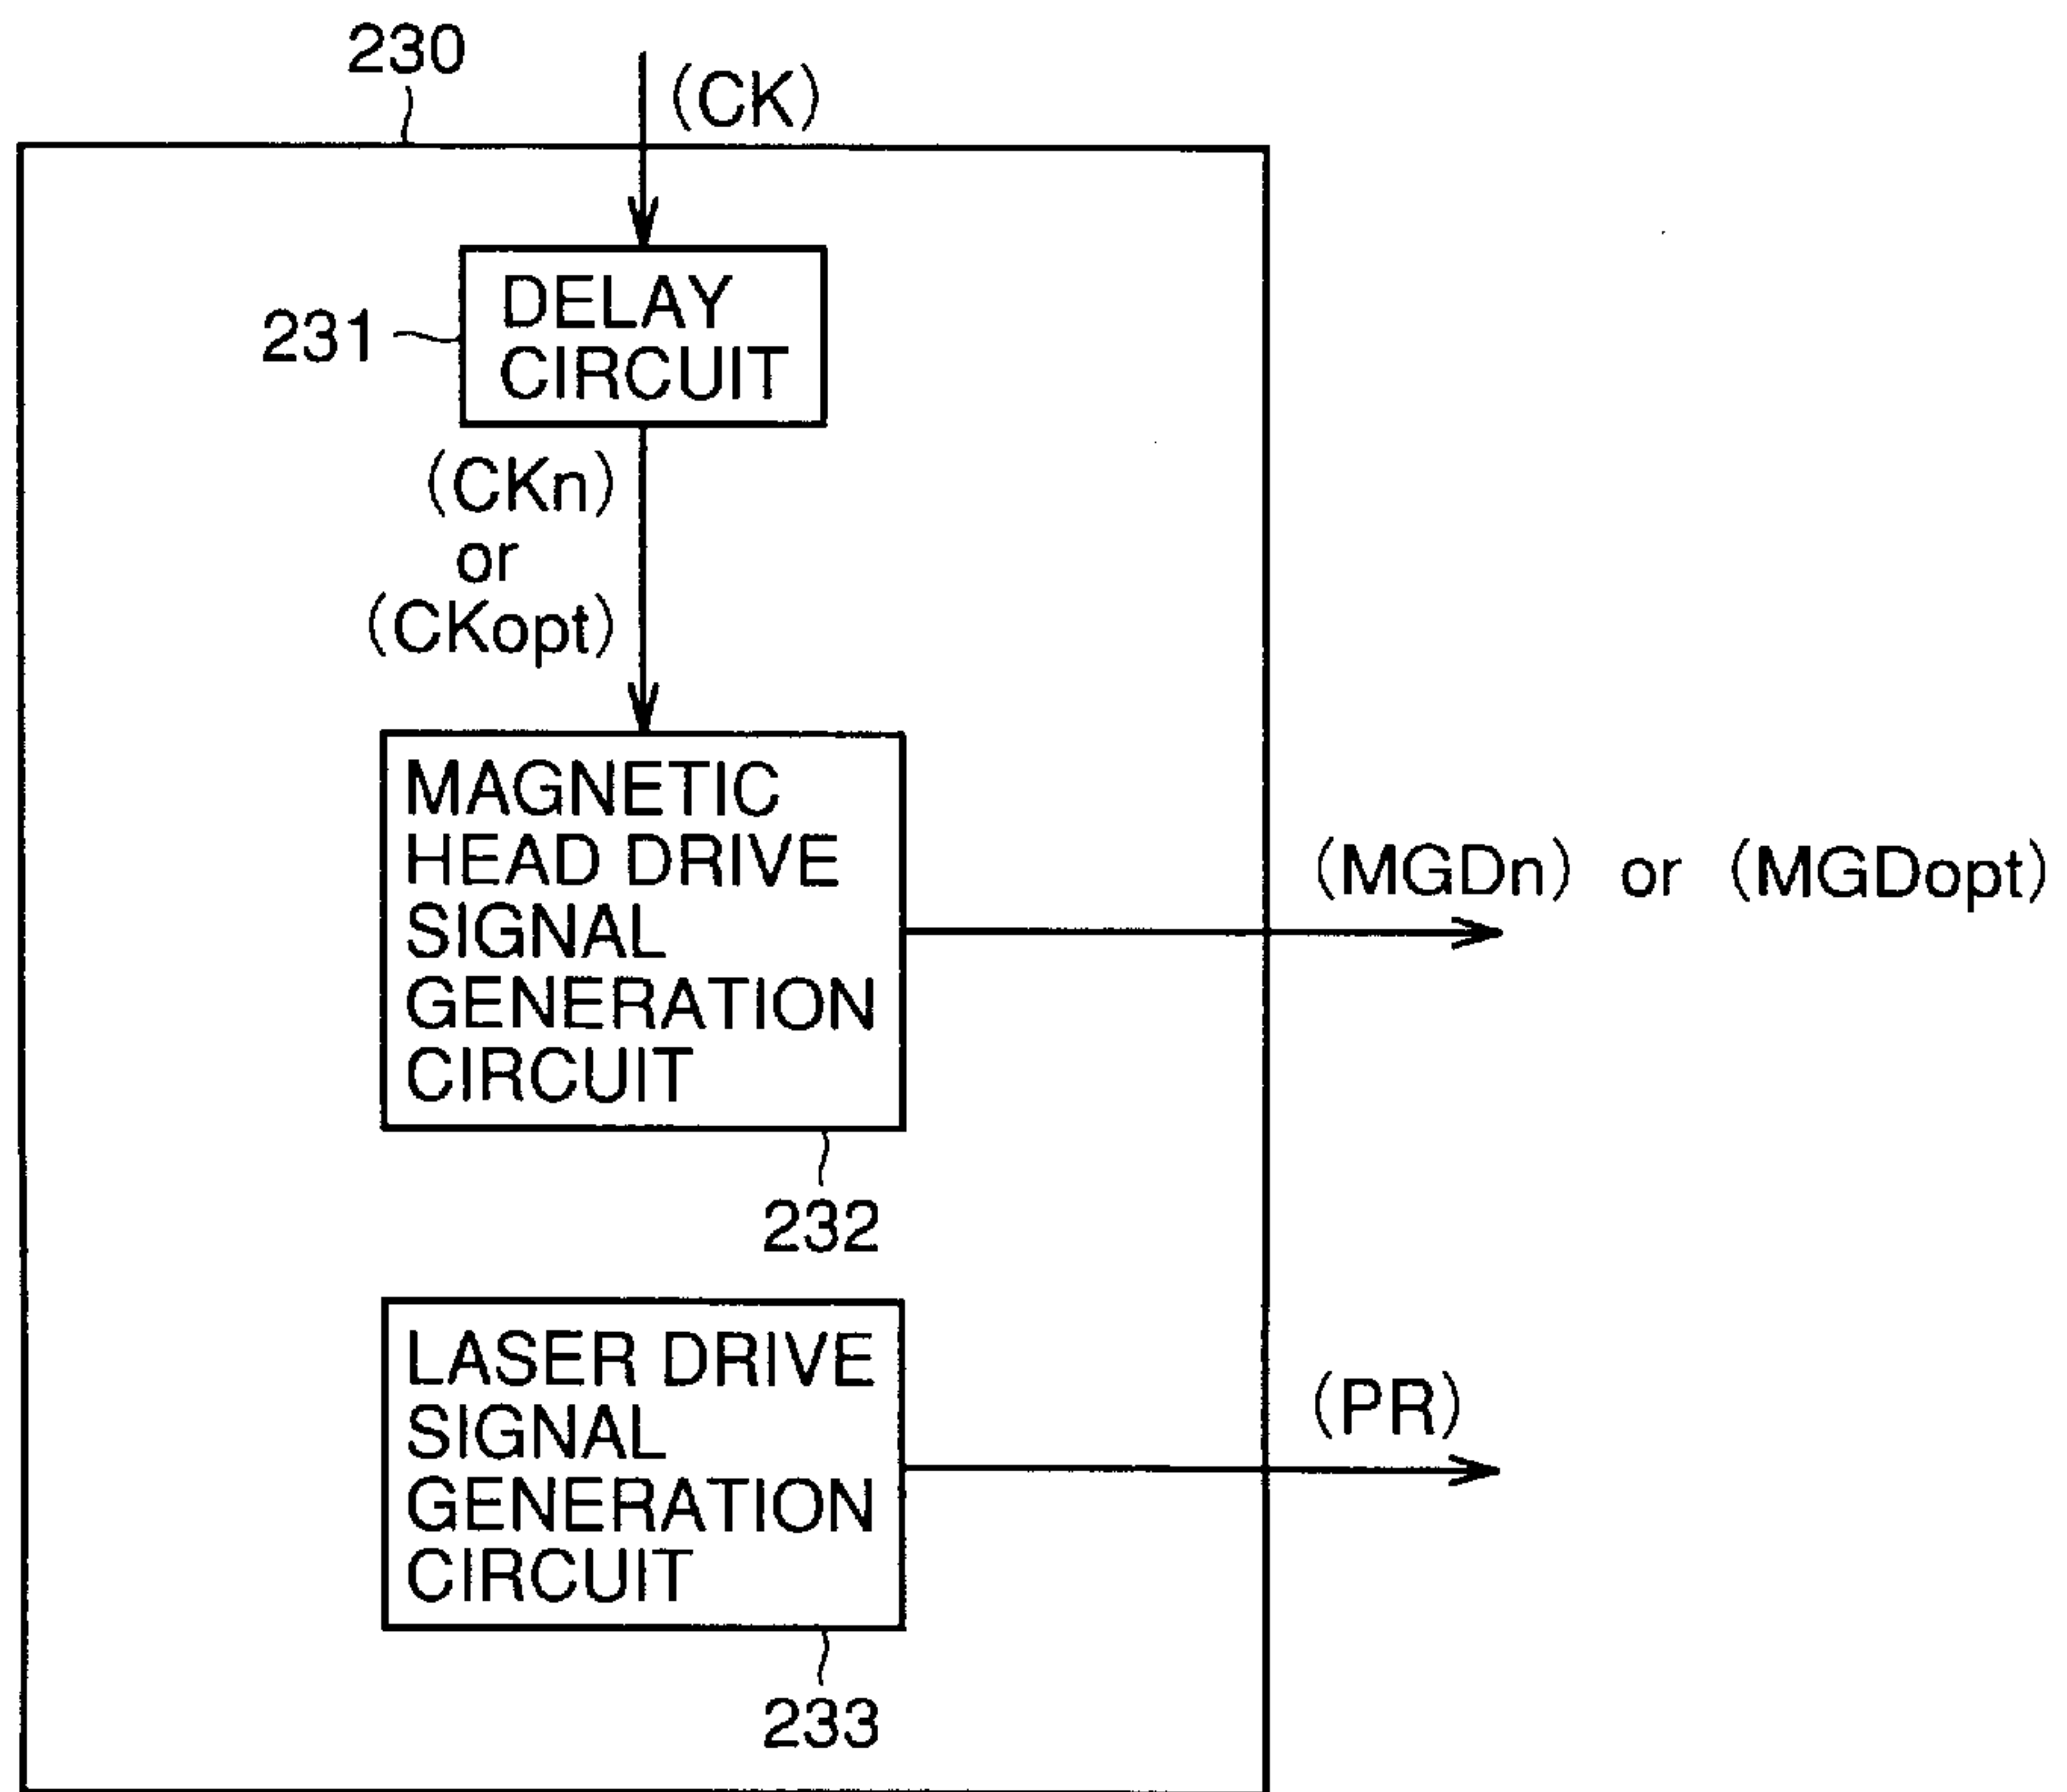 230
(CK)
231
DELAY
CIRCUIT
(CKn)
or
(CKopt)
MAGNETIC
HEAD DRIVE
SIGNAL
GENERATION
CIRCUIT
(MGDn) or (MGDopt)
232
LASER DRIVE
SIGNAL
GENERATION
CIRCUIT
(PR)
233